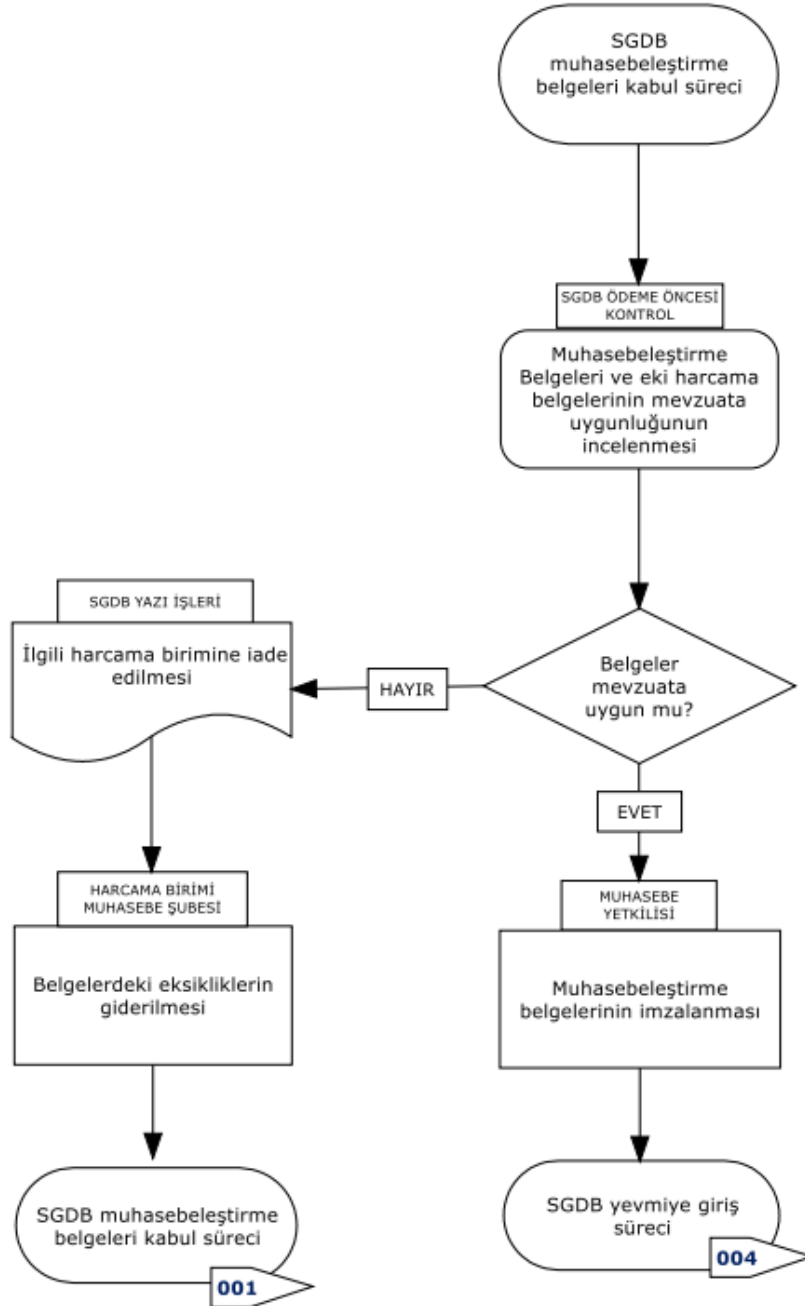 SGDB
muhasebeleştirme
belgeleri kabul süreci
SGDB ÖDEME ÖNCESİ
KONTROL
Muhasebeleştirme
Belgeleri ve eki harcama
belgelerinin mevzuata
uygunluğunun
incelenmesi
Belgeler
mevzuata
uygun mu?
HAYIR
SGDB YAZI İŞLERİ
İlgili harcama birimine iade
edilmesi
HARCAMA BİRİMİ
MUHASEBE ŞUBESİ
Belgelerdeki eksikliklerin
giderilmesi
SGDB muhasebeleştirme
belgeleri kabul süreci
001
EVET
MUHASEBE
YETKİLİSİ
Muhasebeleştirme
belgelerinin imzalanması
SGDB yevmiye giriş
süreci
004